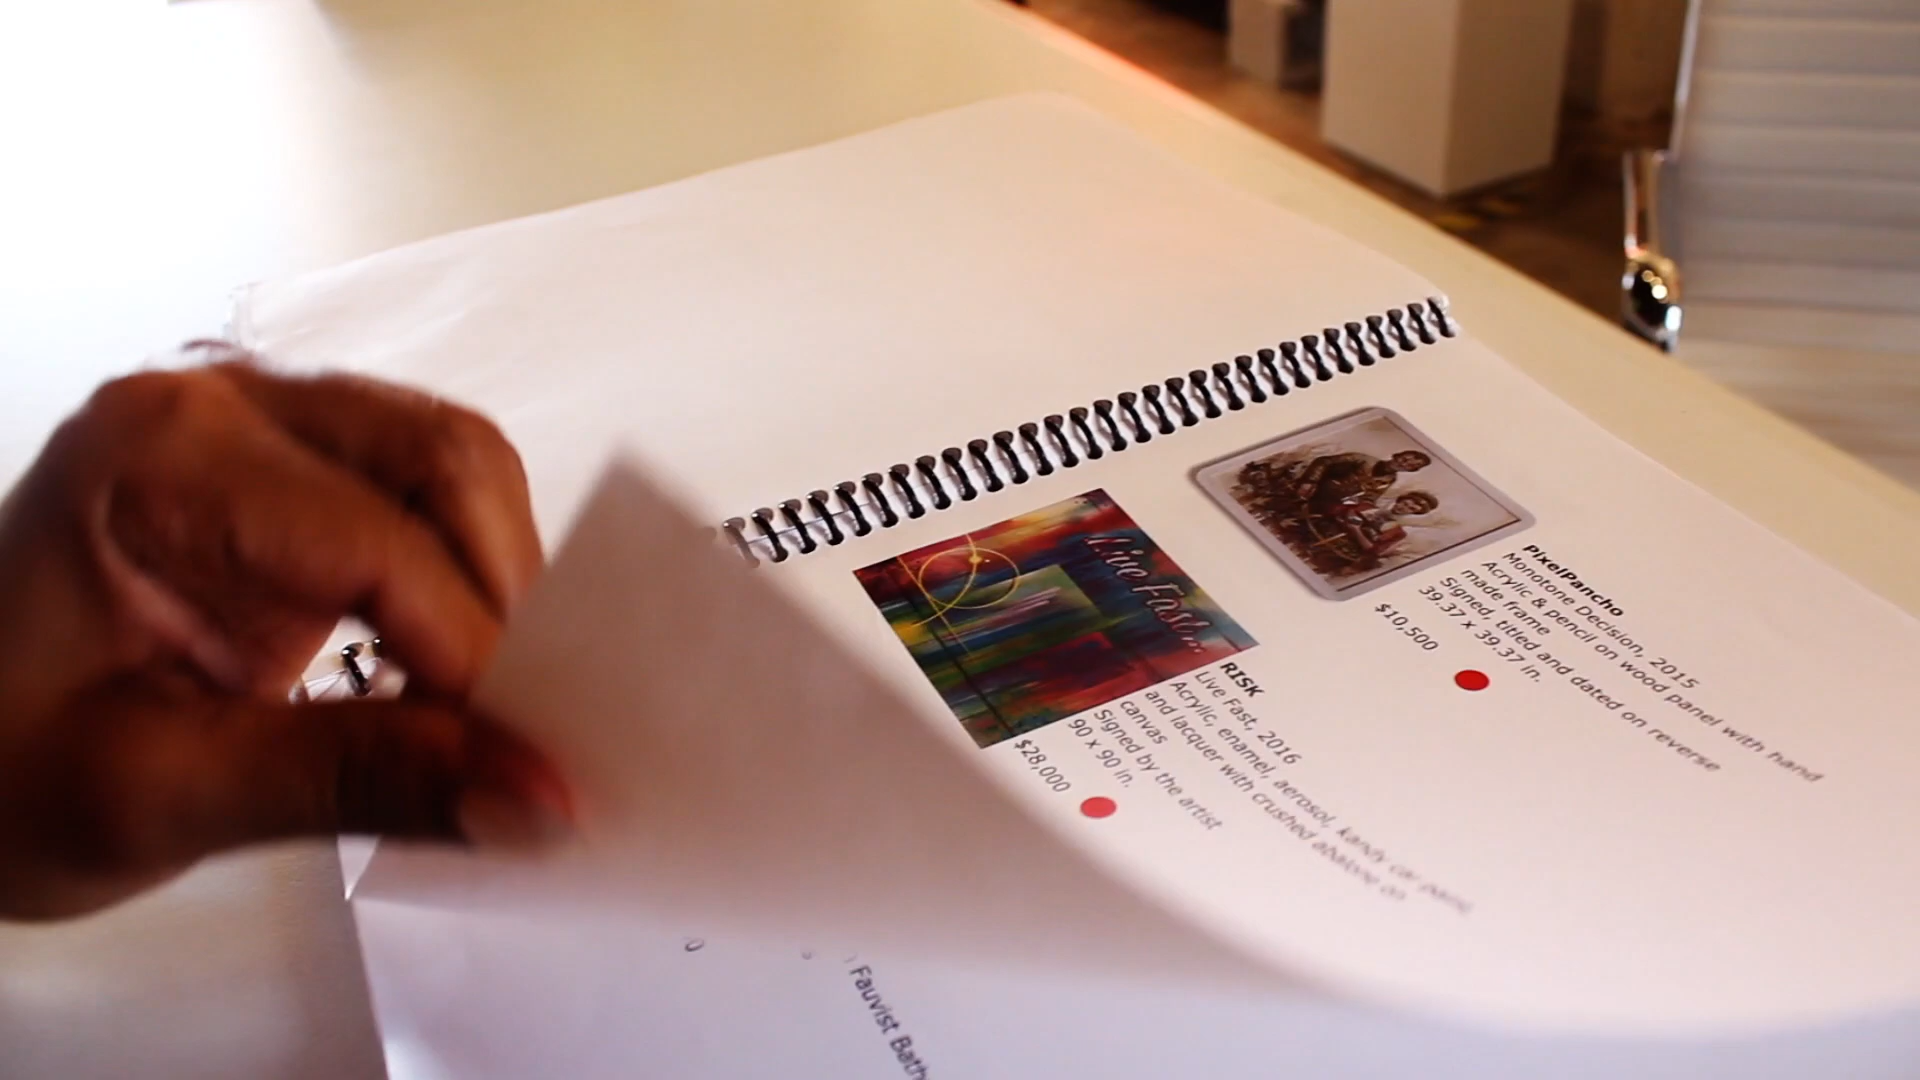 PixelPancho
Monotone Decision, 2015
Acrylic & pencil on wood panel with hand
made frame
Signed, titled and dated on reverse
39.37 x 39.37 in.
$10,500
Live Fast...
RISK
Live Fast, 2016
Acrylic, enamel, aerosol, kandy car paint
and lacquer with crushed abalone on
canvas
Signed by the artist
90 x 90 in.
$28,000
Fauvist Bath
0